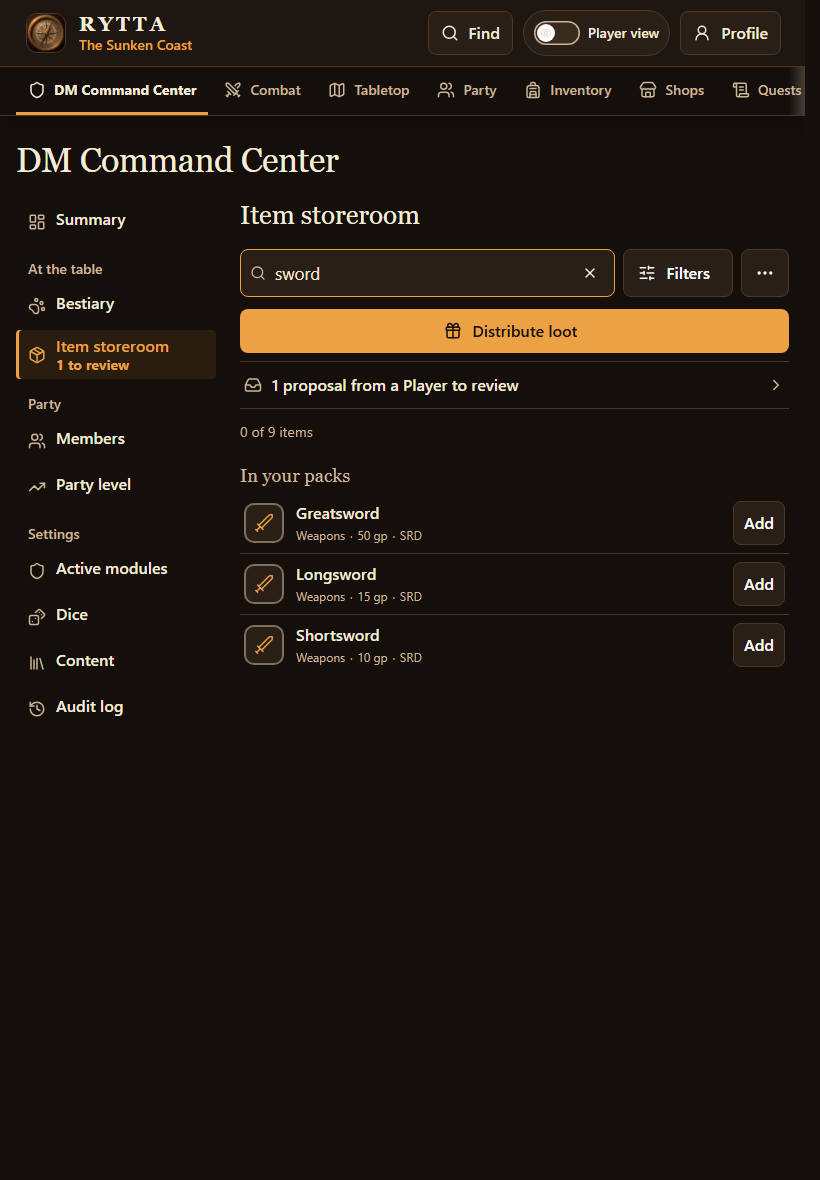 RYTTA
The Sunken Coast
Find
Player view
Profile
DM Command Center
Combat
Tabletop
Party
Inventory
Shops
Quests
DM Command Center
Summary
At the table
Bestiary
Item storeroom
1 to review
Party
Members
Party level
Settings
Active modules
Dice
Content
Audit log
Item storeroom
sword
Filters
Distribute loot
1 proposal from a Player to review
0 of 9 items
In your packs
Greatsword
Weapons · 50 gp · SRD
Add
Longsword
Weapons · 15 gp · SRD
Add
Shortsword
Weapons · 10 gp · SRD
Add